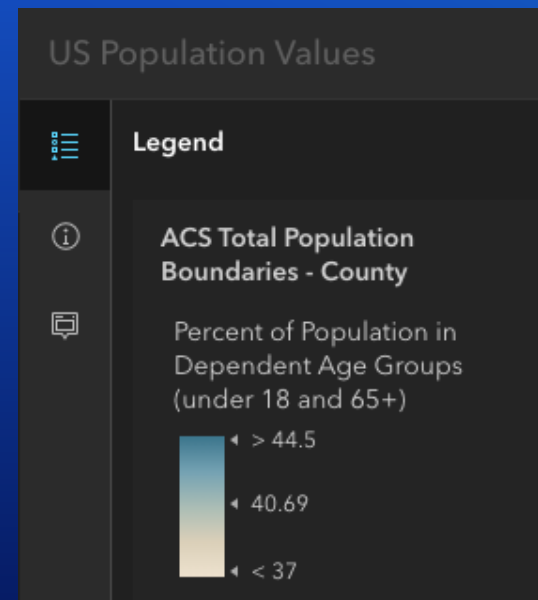 US Population Values
Legend
ACS Total Population
Boundaries - County
Percent of Population in
Dependent Age Groups
(under 18 and 65+)
> 44.5
40.69
< 37